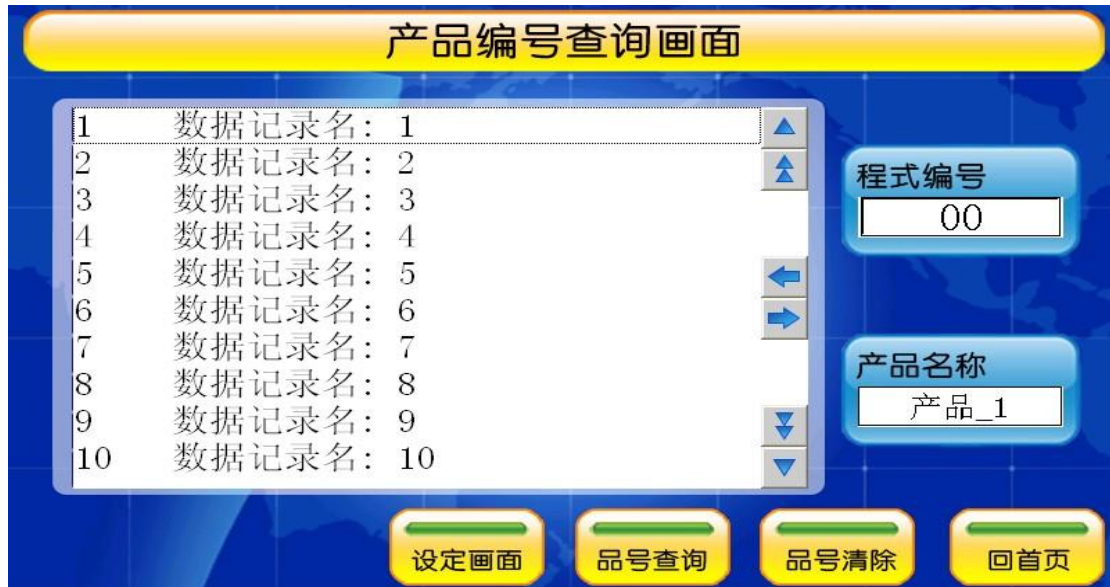 产品编号查询画面
1 数据记录名: 1
2 数据记录名: 2
3 数据记录名: 3
4 数据记录名: 4
5 数据记录名: 5
6 数据记录名: 6
7 数据记录名: 7
8 数据记录名: 8
9 数据记录名: 9
10 数据记录名: 10
程式编号
00
产品名称
产品_1
设定画面 品号查询 品号清除 回首页